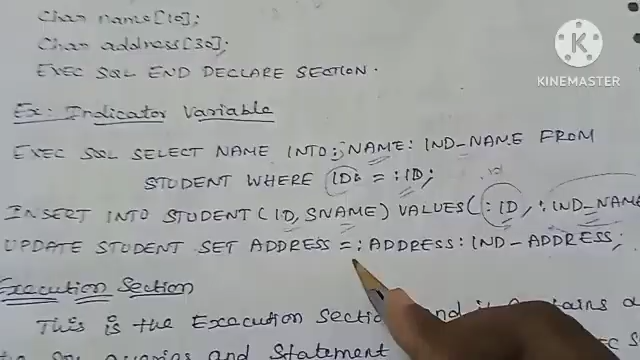 Char name[10];
Char address[30];
EXEC SQL END DECLARE SECTION.
KINEMASTER
Ex: Indicator Variable
EXEC SQL SELECT NAME INTO:NAME: IND_NAME FROM
STUDENT WHERE ID = :ID;
INSERT INTO STUDENT (ID, SNAME) VALUES(:ID, :IND_NAME
UPDATE STUDENT SET ADDRESS =:ADDRESS: IND-ADDRESS;
Execution Section
This is the Execution Section and it contains a
SQL queries and Statement